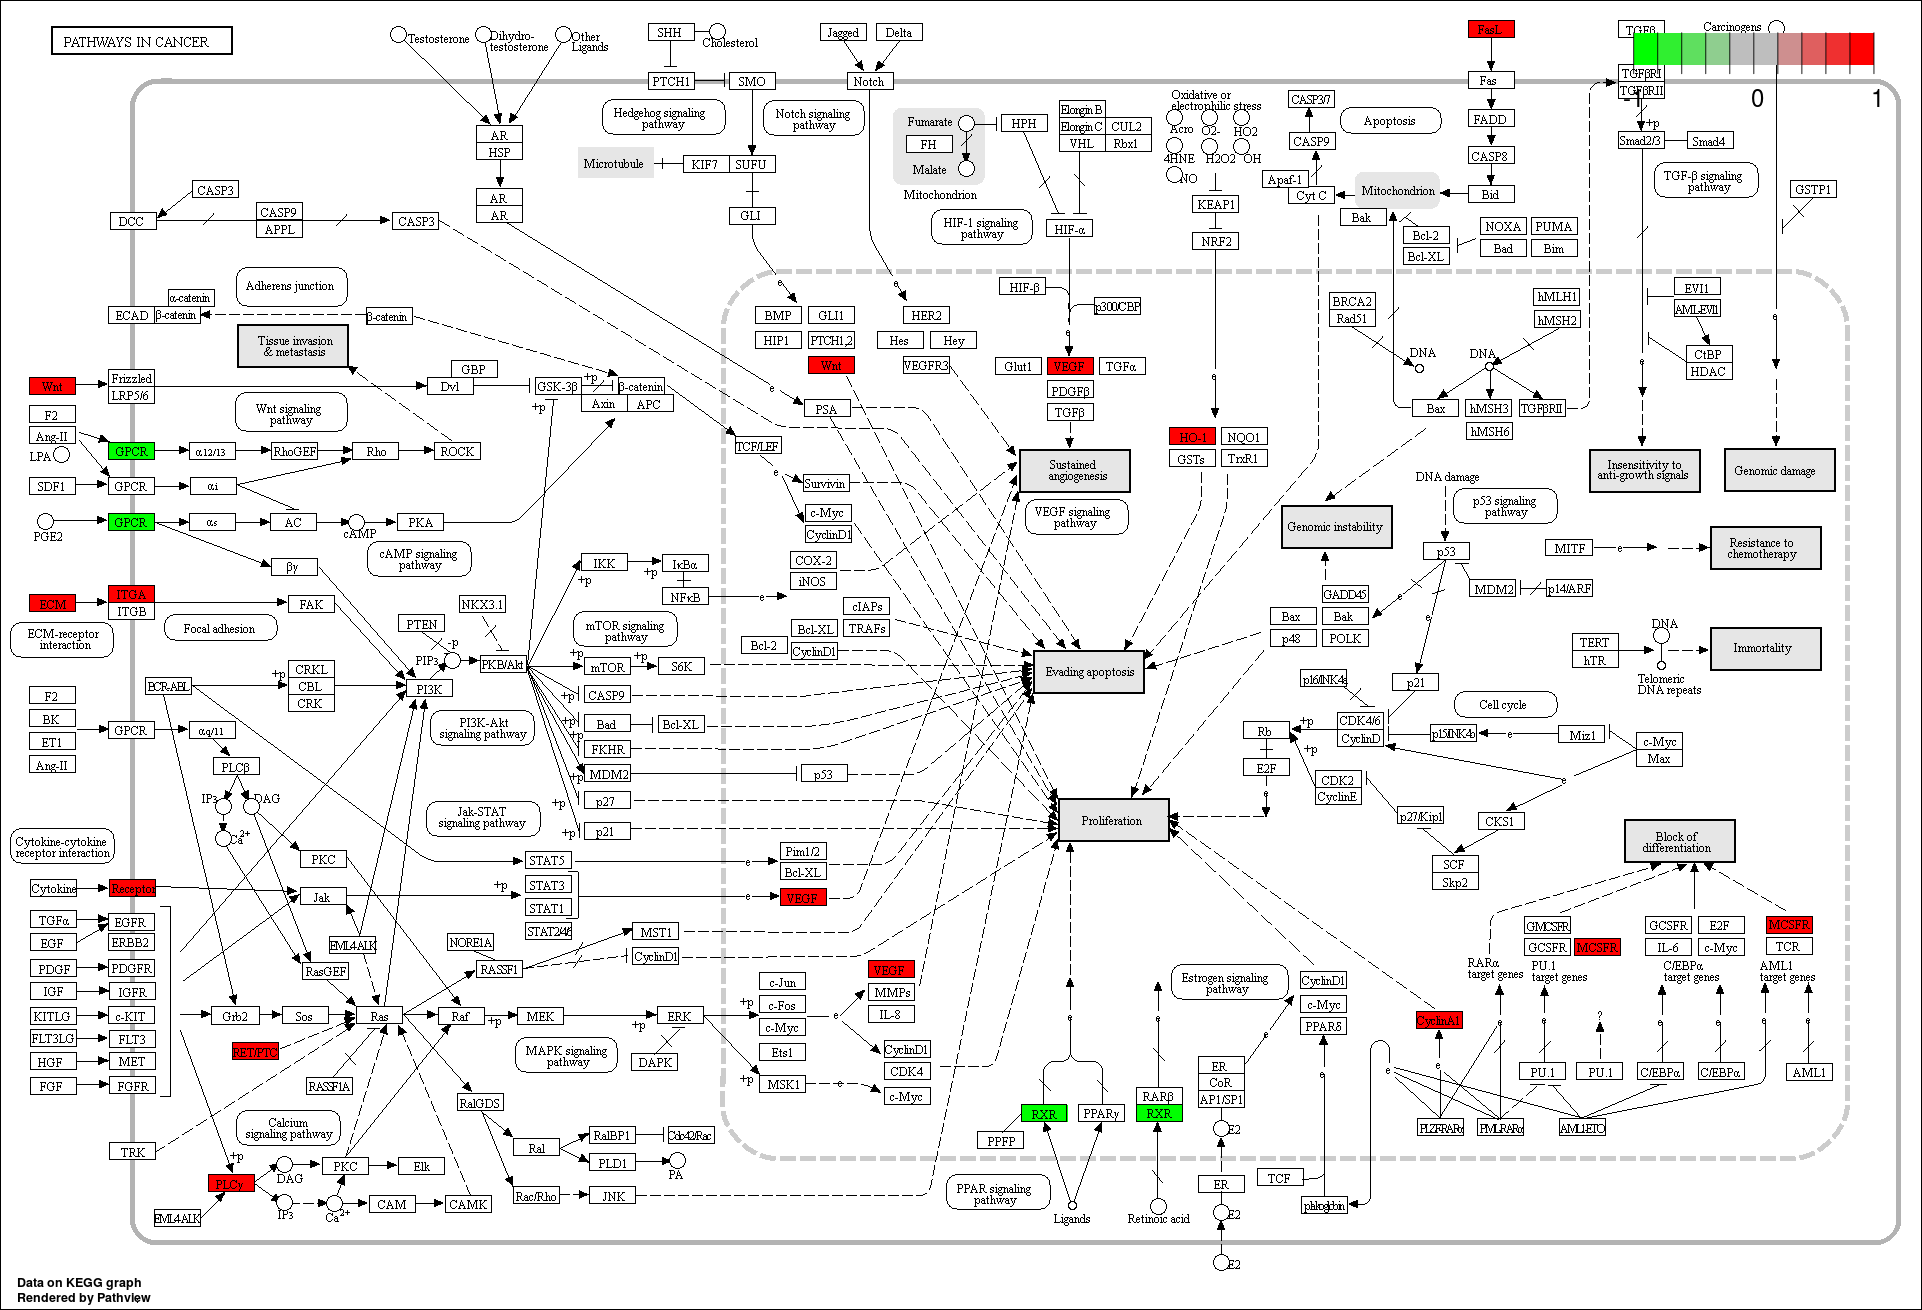 PATHWAYS IN CANCER
Testosterone
Dihydro-
testosterone
Other
Ligands
SHH
Cholesterol
PTCH1
SMO
Hedgehog signaling
pathway
Microtubule
KIF7
SUFU
GLI
Jagged
Delta
Notch
Notch signaling
pathway
Fumarate
FH
Malate
Mitochondrion
HPH
Elongin B
Elongin C
CUL2
VHL
Rbx1
HIF-1 signaling
pathway
HIF-α
Oxidative or
electrophilic stress
Acro
O2-
HO2
4HNE
H2O2
OH
NO
KEAP1
NRF2
CASP3/7
CASP9
Apoptosis
Apaf-1
Cyt C
Mitochondrion
Bak
Bcl-2
Bcl-XL
NOXA
PUMA
Bad
Bim
FasL
Fas
FADD
CASP8
Bid
TGFβ
TGFβRI
TGFβRII
+p
Smad2/3
Smad4
TGF-β signaling
pathway
Carcinogens
-1
0
1
GSTP1
AR
HSP
AR
AR
CASP3
DCC
CASP9
APPL
CASP3
Adherens junction
α-catenin
ECAD
β-catenin
β-catenin
Tissue invasion
& metastasis
Wnt
Frizzled
LRP5/6
Dvl
GBP
GSK-3β
+p
β-catenin
Axin
APC
+p
Wnt signaling
pathway
F2
Ang-II
LPA
GPCR
α12/13
RhoGEF
Rho
ROCK
SDF1
GPCR
αi
PGE2
GPCR
αs
AC
cAMP
PKA
cAMP signaling
pathway
βγ
ECM
ITGA
ITGB
FAK
ECM-receptor
interaction
Focal adhesion
PTEN
NKX3.1
PIP3
-p
PKB/Akt
PI3K
PI3K-Akt
signaling pathway
BCR-ABL
+p
CRKL
CBL
CRK
F2
BK
ET1
Ang-II
GPCR
αq/11
PLCβ
IP3
DAG
Ca2+
PKC
Jak-STAT
signaling pathway
Cytokine-cytokine
receptor interaction
Cytokine
Receptor
Jak
+p
STAT5
STAT3
STAT1
STAT2/4/6
TGFα
EGF
EGFR
ERBB2
PDGF
PDGFR
IGF
IGFR
KITLG
c-KIT
FLT3LG
FLT3
HGF
MET
FGF
FGFR
EML4ALK
RasGEF
NORE1A
RASSF1
MST1
CyclinD1
Grb2
Sos
Ras
Raf
+p
MEK
+p
ERK
+p
RET/PTC
RASSF1A
MAPK signaling
pathway
DAPK
+p
MSK1
Calcium
signaling pathway
TRK
+p
PLCγ
DAG
IP3
Ca2+
PKC
Elk
CAM
CAMK
EML4ALK
RalGDS
Ral
RalBP1
Cdc42/Rac
PLD1
PA
Rac/Rho
JNK
IKK
+p
+p
IκBα
NFκB
e
mTOR signaling
pathway
+p
mTOR
+p
S6K
+p
CASP9
+p
Bad
Bcl-XL
+p
FKHR
+p
MDM2
p53
+p
p27
+p
p21
e
BMP
GLI1
HIP1
PTCH1,2
Wnt
e
HER2
Hes
Hey
VEGFR3
HIF-β
p300/CBP
e
Glut1
VEGF
TGFα
PDGFβ
TGFβ
e
PSA
TCF/LEF
e
Survivin
c-Myc
CyclinD1
COX-2
iNOS
cIAPs
Bcl-XL
TRAFs
Bcl-2
CyclinD1
Sustained
angiogenesis
VEGF signaling
pathway
e
HO-1
NQO1
GSTs
TrxR1
Evading apoptosis
Proliferation
e
Pim1/2
Bcl-XL
e
VEGF
c-Jun
c-Fos
c-Myc
Ets1
e
VEGF
MMPs
IL-8
CyclinD1
CDK4
e
c-Myc
BRCA2
Rad51
DNA
hMLH1
hMSH2
DNA
Bax
hMSH3
TGFβRII
hMSH6
Genomic instability
DNA damage
p53 signaling
pathway
p53
MDM2
p14/ARF
e
e
GADD45
Bax
Bak
p48
POLK
p21
p16/INK4a
CDK4/6
CyclinD
+p
Rb
E2F
e
+p
CDK2
CyclinE
p15/INK4b
e
Miz1
c-Myc
Max
e
Cell cycle
p27/Kip1
CKS1
SCF
Skp2
EVI1
AML-EVI1
CtBP
HDAC
e
e
Insensitivity to
anti-growth signals
Genomic damage
MITF
e
Resistance to
chemotherapy
TERT
hTR
DNA
Telomeric
DNA repeats
Immortality
Block of
differentiation
GMCSFR
GCSFR
MCSFR
GCSFR
E2F
IL-6
c-Myc
MCSFR
TCR
RARα
target genes
PU.1
target genes
C/EBPα
target genes
AML1
target genes
CyclinA1
e
e
e
?
e
e
e
e
PU.1
PU.1
C/EBPα
C/EBPα
AML1
e
PLZF-RARα
PML-RARα
AML1-ETO
Estrogen signaling
pathway
CyclinD1
c-Myc
PPARδ
e
e
ER
CoR
AP1/SP1
E2
ER
E2
E2
TCF
e
e
RXR
PPARγ
PPFP
e
RARβ
RXR
PPAR signaling
pathway
Ligands
Retinoic acid
Data on KEGG graph
Rendered by Pathview